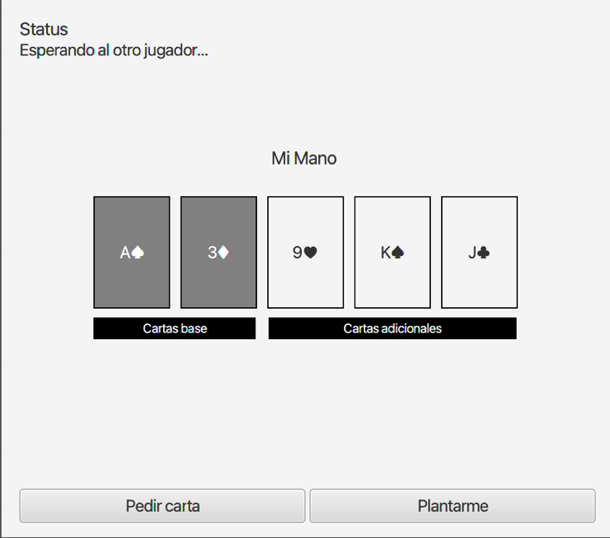 Status
Esperando al otro jugador...
Mi Mano
A♠ 3♦ 9♥ K♠ J♣
Cartas base Cartas adicionales
Pedir carta Plantarme